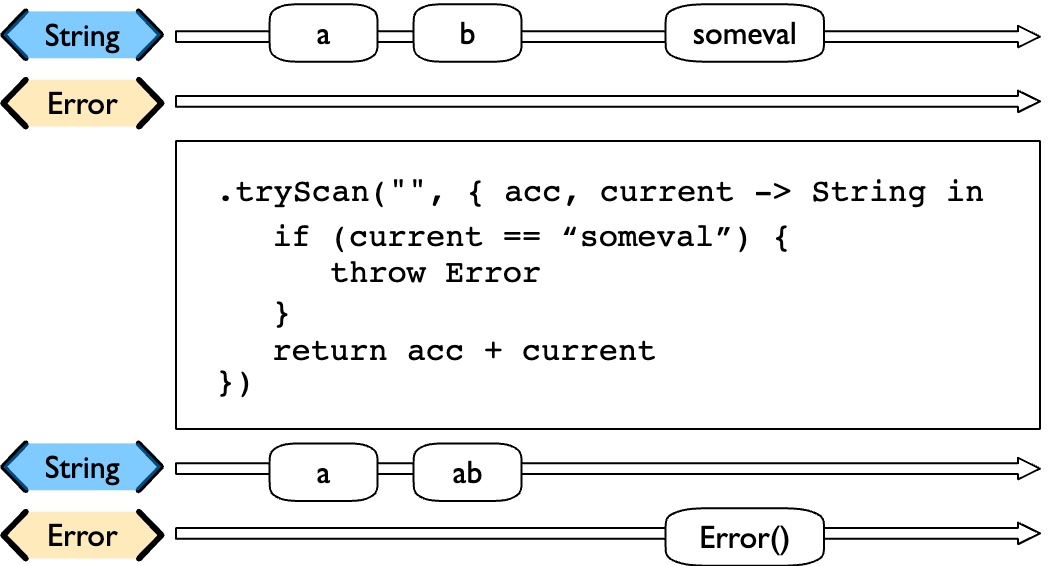 String a b someval
Error
.tryScan("", { acc, current -> String in
if (current == “someval”) {
throw Error
}
return acc + current
})
String a ab
Error Error()